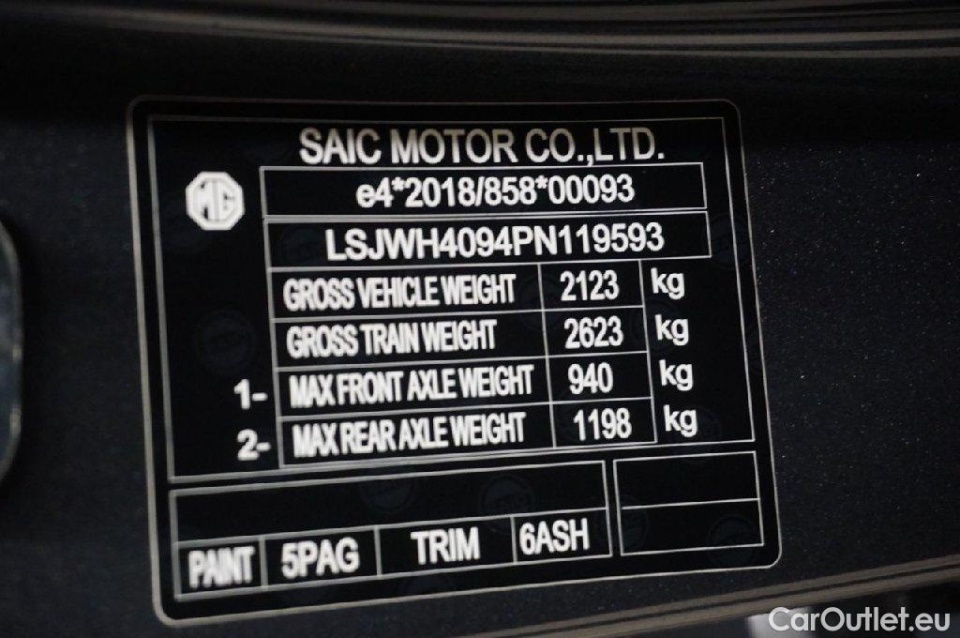 SAIC MOTOR CO.,LTD.
MG
e4*2018/858*00093
LSJWH4094PN119593
GROSS VEHICLE WEIGHT 2123 kg
GROSS TRAIN WEIGHT 2623 kg
1- MAX FRONT AXLE WEIGHT 940 kg
2- MAX REAR AXLE WEIGHT 1198 kg
PAINT 5PAG TRIM 6ASH
CarOutlet.eu